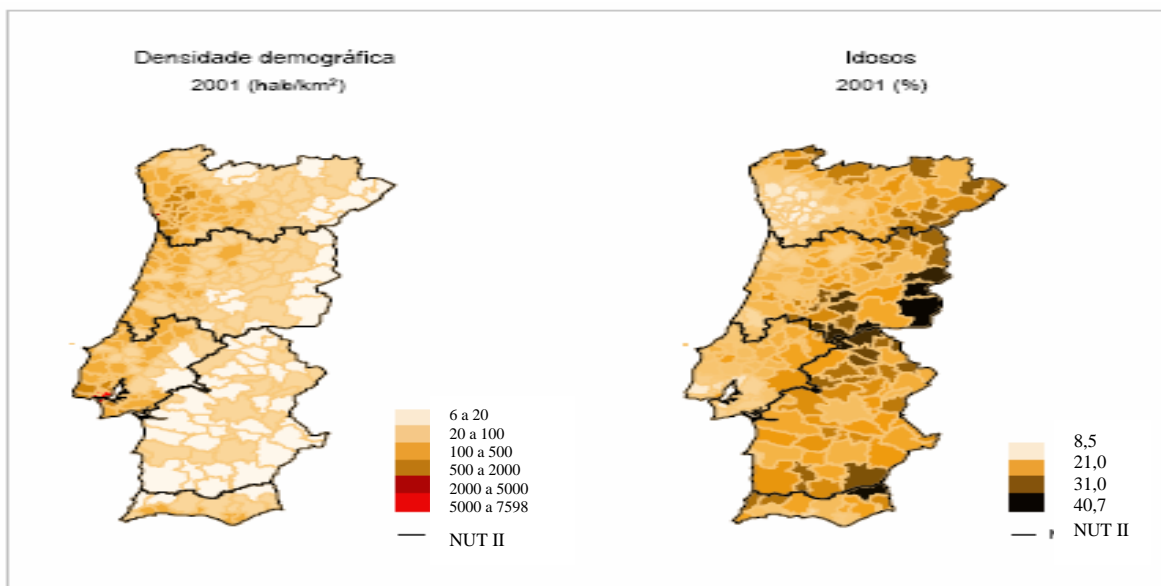 Densidade demográfica
2001 (hab/km²)
6 a 20
20 a 100
100 a 500
500 a 2000
2000 a 5000
5000 a 7598
NUT II
Idosos
2001 (%)
8,5
21,0
31,0
40,7
NUT II